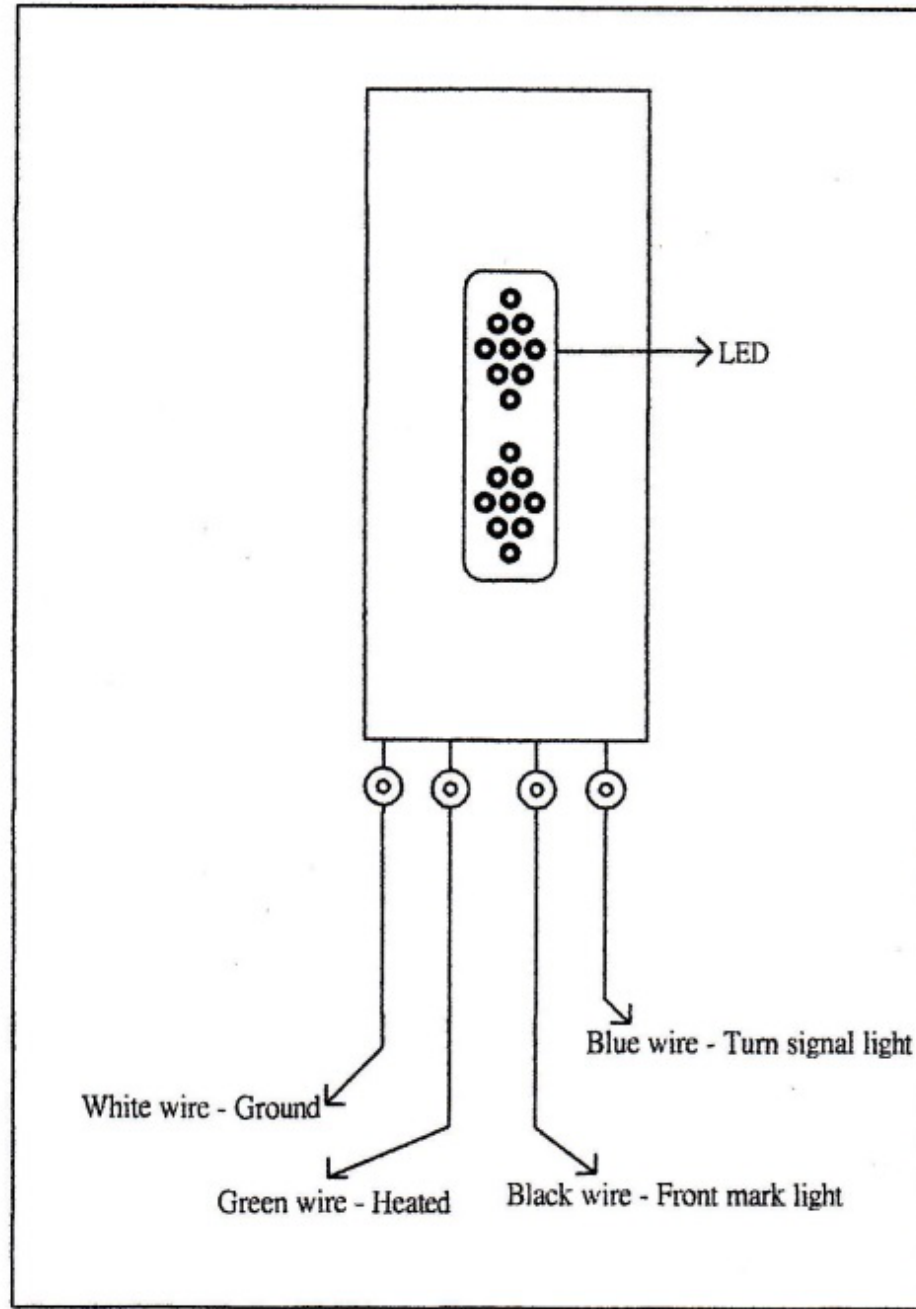 LED
Blue wire - Turn signal light
White wire - Ground
Green wire - Heated
Black wire - Front mark light